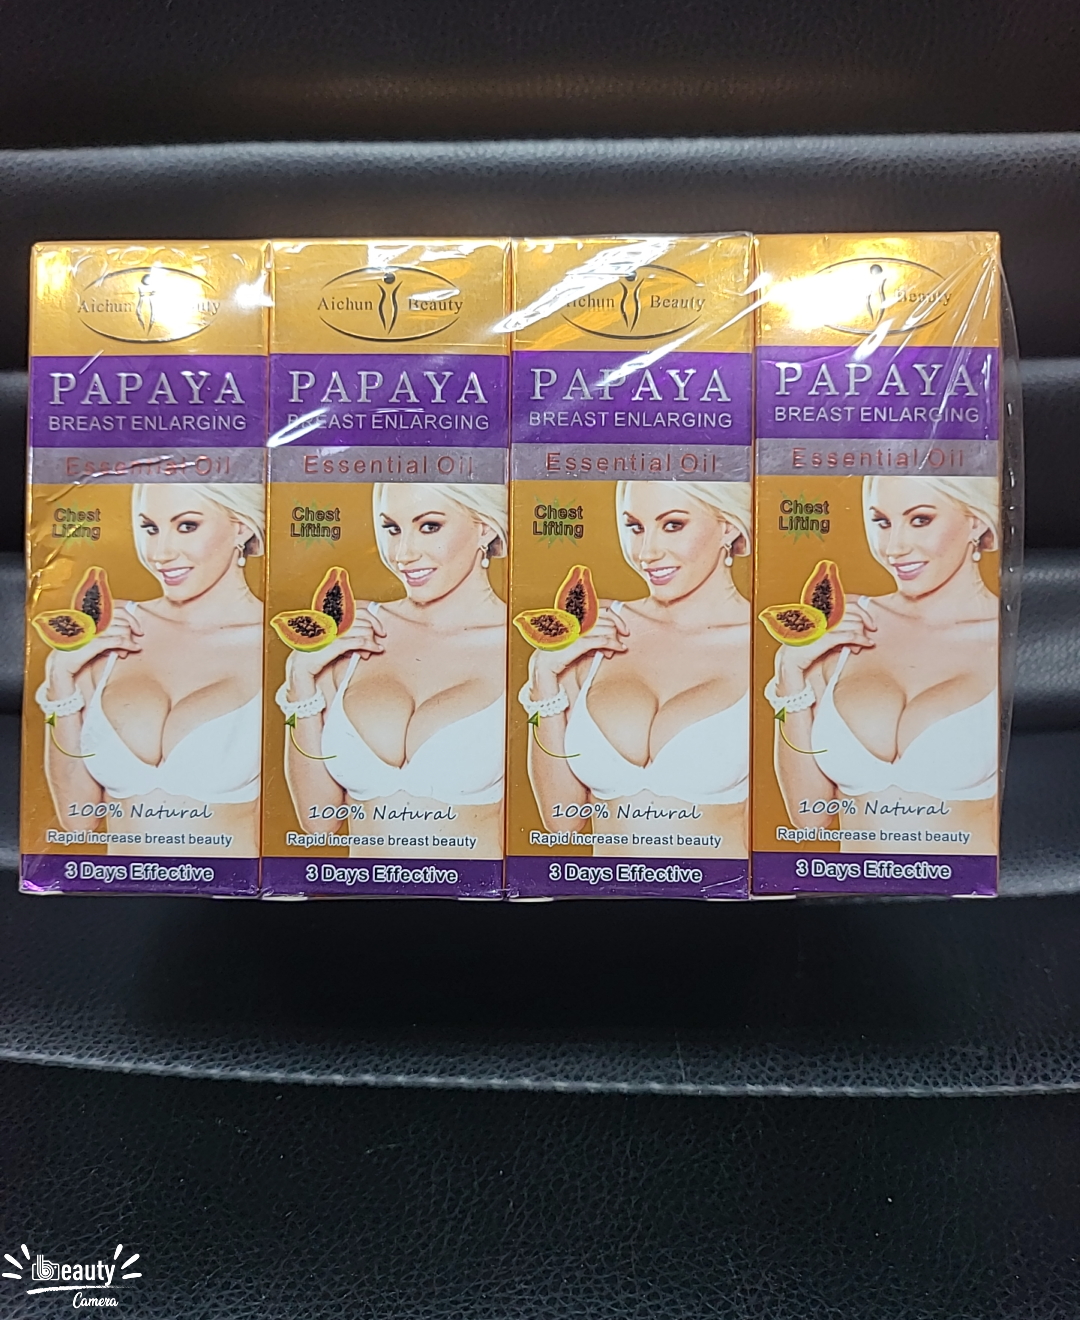 Aichun Beauty
PAPAYA
BREAST ENLARGING
Essential Oil
Chest
Lifting
100% Natural
Rapid increase breast beauty
3 Days Effective
Aichun Beauty
PAPAYA
BREAST ENLARGING
Essential Oil
Chest
Lifting
100% Natural
Rapid increase breast beauty
3 Days Effective
Aichun Beauty
PAPAYA
BREAST ENLARGING
Essential Oil
Chest
Lifting
100% Natural
Rapid increase breast beauty
3 Days Effective
Beauty
PAPAYA
BREAST ENLARGING
Essential Oil
Chest
Lifting
100% Natural
Rapid increase breast beauty
3 Days Effective
beauty
Camera